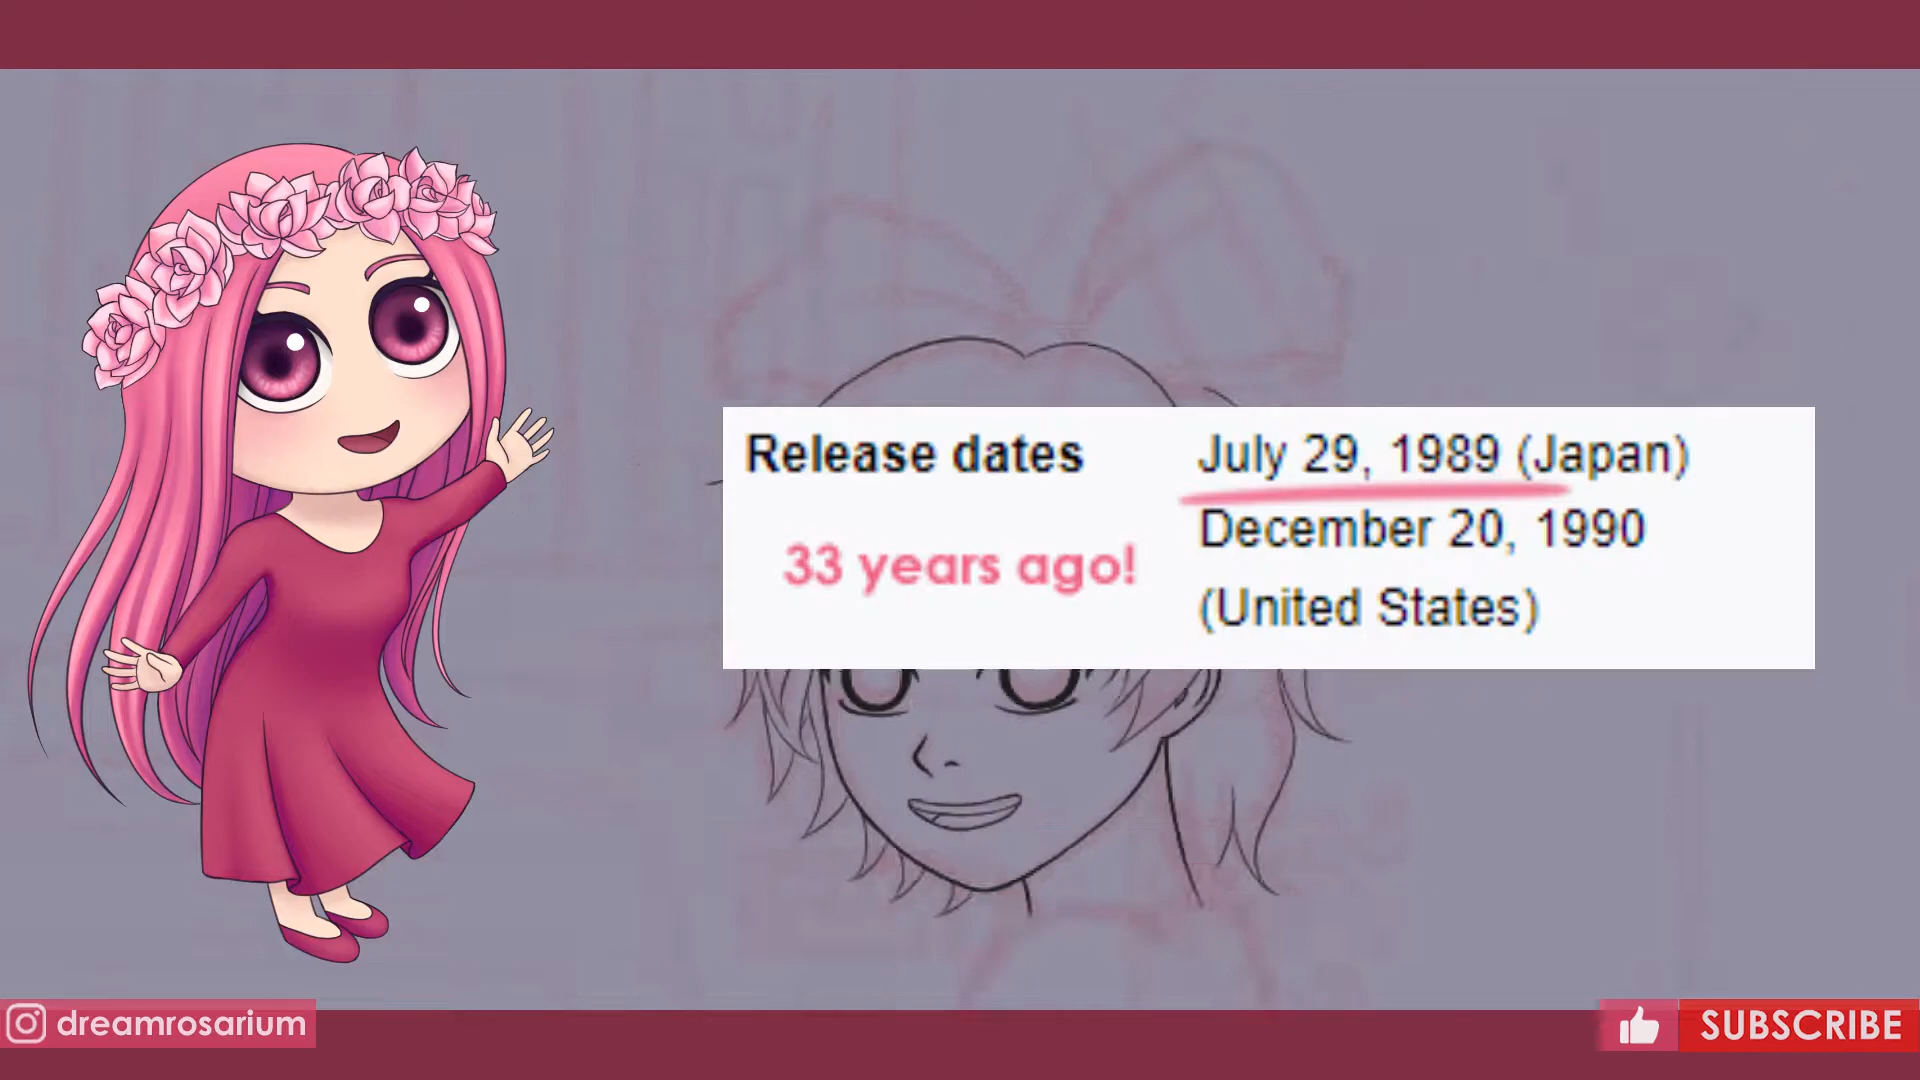 Release dates
July 29, 1989 (Japan)
December 20, 1990
(United States)
33 years ago!
dreamrosarium
SUBSCRIBE